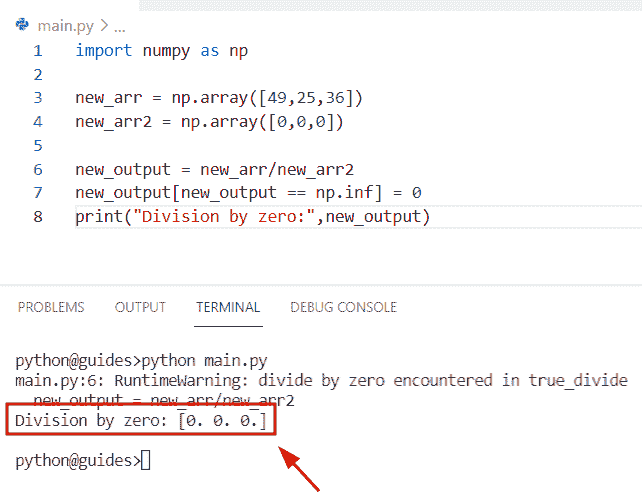 main.py > ...
1 import numpy as np
2
3 new_arr = np.array([49,25,36])
4 new_arr2 = np.array([0,0,0])
5
6 new_output = new_arr/new_arr2
7 new_output[new_output == np.inf] = 0
8 print("Division by zero:",new_output)
PROBLEMS OUTPUT TERMINAL DEBUG CONSOLE
python@guides>python main.py
main.py:6: RuntimeWarning: divide by zero encountered in true_divide
new_output = new_arr/new_arr2
Division by zero: [0. 0. 0.]
python@guides>